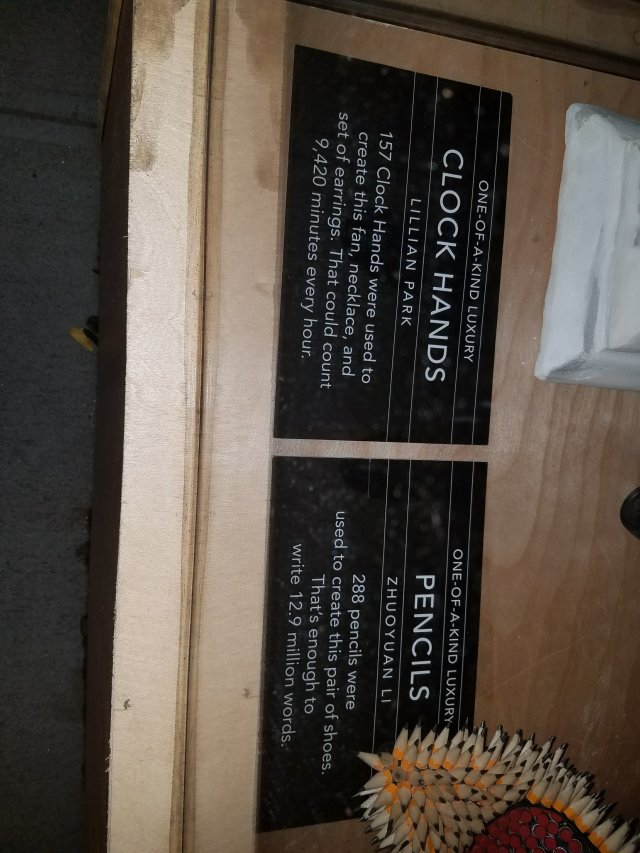 ONE-OF-A-KIND LUXURY
CLOCK HANDS
LILLIAN PARK
157 Clock Hands were used to
create this fan, necklace, and
set of earrings. That could count
9,420 minutes every hour.
ONE-OF-A-KIND LUXURY
PENCILS
ZHUOYUAN LI
288 pencils were
used to create this pair of shoes.
That's enough to
write 12.9 million words.